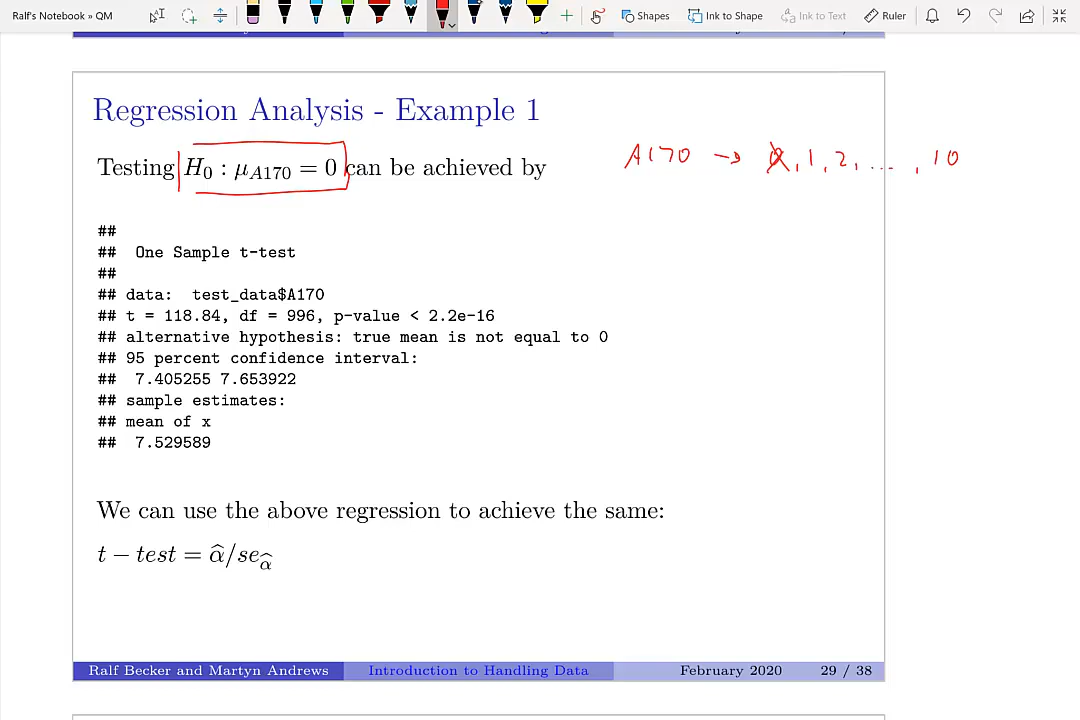 Ralf's Notebook » QM
Shapes
Ink to Shape
Ink to Text
Ruler
Regression Analysis - Example 1
Testing H₀ : μ_A170 = 0 can be achieved by
A170 → 0, 1, 2, ..., 10
##
## One Sample t-test
##
## data: test_data$A170
## t = 118.84, df = 996, p-value < 2.2e-16
## alternative hypothesis: true mean is not equal to 0
## 95 percent confidence interval:
## 7.405255 7.653922
## sample estimates:
## mean of x
## 7.529589
We can use the above regression to achieve the same:
t − test = α̂/se_α̂
Ralf Becker and Martyn Andrews
Introduction to Handling Data
February 2020
29 / 38